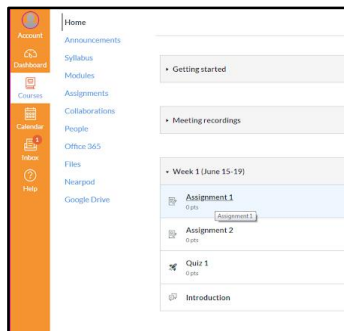 Account
Dashboard
Courses
Calendar
1
Inbox
Help
Home
Announcements
Syllabus
Modules
Assignments
Collaborations
People
Office 365
Files
Nearpod
Google Drive
Getting started
Meeting recordings
Week 1 (June 15-19)
Assignment 1
0 pts
Assignment 1
Assignment 2
0 pts
Quiz 1
0 pts
Introduction